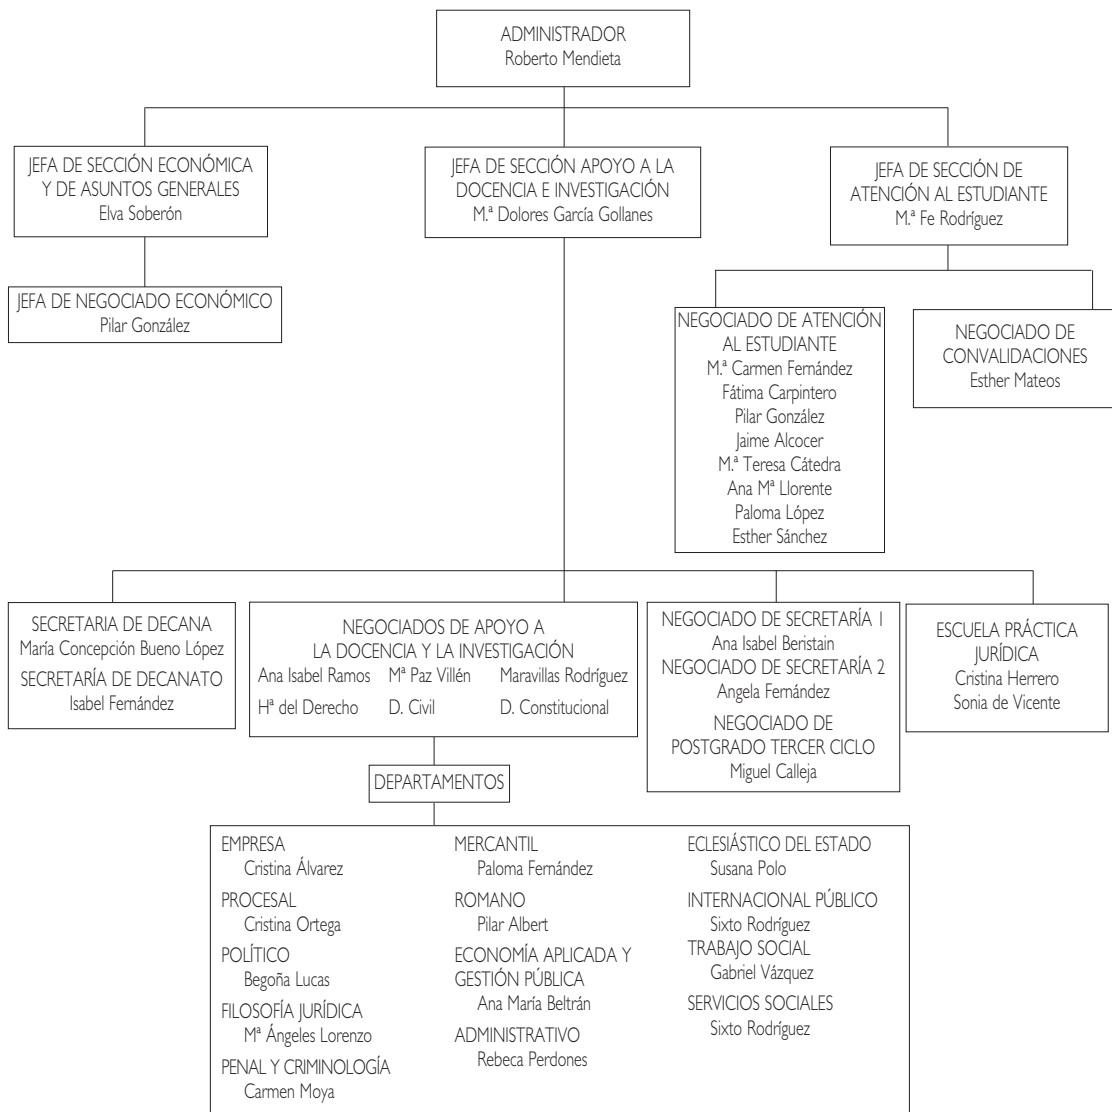 ADMINISTRADOR
Roberto Mendieta
JEFA DE SECCIÓN ECONÓMICA
Y DE ASUNTOS GENERALES
Elva Soberón
JEFA DE SECCIÓN APOYO A LA
DOCENCIA E INVESTIGACIÓN
M.ª Dolores García Gollanes
JEFA DE SECCIÓN DE
ATENCIÓN AL ESTUDIANTE
M.ª Fe Rodríguez
JEFA DE NEGOCIADO ECONÓMICO
Pilar González
NEGOCIADO DE ATENCIÓN
AL ESTUDIANTE
M.ª Carmen Fernández
Fátima Carpintero
Pilar González
Jaime Alcocer
M.ª Teresa Cátedra
Ana Mª Llorente
Paloma López
Esther Sánchez
NEGOCIADO DE
CONVALIDACIONES
Esther Mateos
SECRETARIA DE DECANA
María Concepción Bueno López
SECRETARÍA DE DECANATO
Isabel Fernández
NEGOCIADOS DE APOYO A
LA DOCENCIA Y LA INVESTIGACIÓN
Ana Isabel Ramos Mª Paz Villén Maravillas Rodríguez
Hª del Derecho D. Civil D. Constitucional
NEGOCIADO DE SECRETARÍA 1
Ana Isabel Beristain
NEGOCIADO DE SECRETARÍA 2
Angela Fernández
NEGOCIADO DE
POSTGRADO TERCER CICLO
Miguel Calleja
ESCUELA PRÁCTICA
JURÍDICA
Cristina Herrero
Sonia de Vicente
DEPARTAMENTOS
EMPRESA
Cristina Álvarez
PROCESAL
Cristina Ortega
POLÍTICO
Begoña Lucas
FILOSOFÍA JURÍDICA
Mª Ángeles Lorenzo
PENAL Y CRIMINOLOGÍA
Carmen Moya
MERCANTIL
Paloma Fernández
ROMANO
Pilar Albert
ECONOMÍA APLICADA Y
GESTIÓN PÚBLICA
Ana María Beltrán
ADMINISTRATIVO
Rebeca Perdones
ECLESIÁSTICO DEL ESTADO
Susana Polo
INTERNACIONAL PÚBLICO
Sixto Rodríguez
TRABAJO SOCIAL
Gabriel Vázquez
SERVICIOS SOCIALES
Sixto Rodríguez